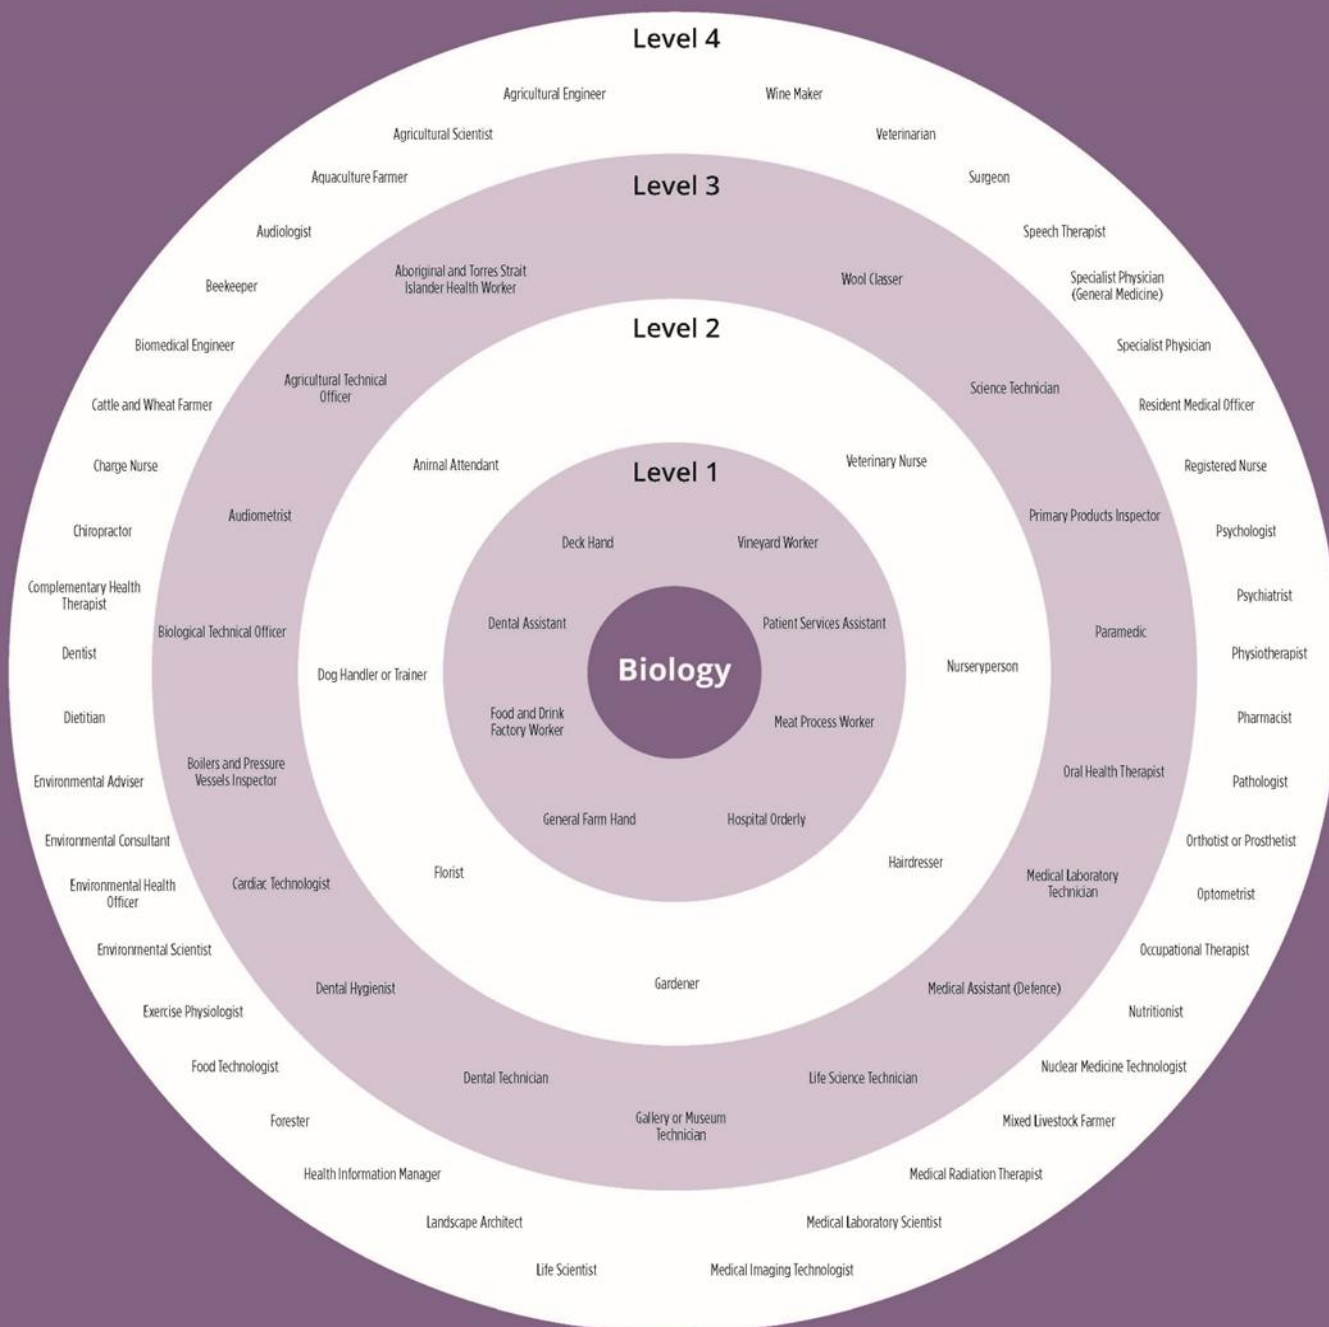 Level 4
Agricultural Engineer
Wine Maker
Agricultural Scientist
Veterinarian
Aquaculture Farmer
Surgeon
Audiologist
Speech Therapist
Beekeeper
Specialist Physician
(General Medicine)
Biomedical Engineer
Specialist Physician
Cattle and Wheat Farmer
Resident Medical Officer
Charge Nurse
Registered Nurse
Chiropractor
Psychologist
Complementary Health
Therapist
Psychiatrist
Dentist
Physiotherapist
Dietitian
Pharmacist
Environmental Adviser
Pathologist
Environmental Consultant
Orthotist or Prosthetist
Environmental Health
Officer
Optometrist
Environmental Scientist
Occupational Therapist
Exercise Physiologist
Nutritionist
Food Technologist
Nuclear Medicine Technologist
Forester
Mixed Livestock Farmer
Health Information Manager
Medical Radiation Therapist
Landscape Architect
Medical Laboratory Scientist
Life Scientist
Medical Imaging Technologist
Level 3
Aboriginal and Torres Strait
Islander Health Worker
Wool Classer
Agricultural Technical
Officer
Science Technician
Audiometrist
Primary Products Inspector
Biological Technical Officer
Paramedic
Boilers and Pressure
Vessels Inspector
Oral Health Therapist
Cardiac Technologist
Medical Laboratory
Technician
Dental Hygienist
Medical Assistant (Defence)
Dental Technician
Life Science Technician
Gallery or Museum
Technician
Level 2
Animal Attendant
Veterinary Nurse
Dog Handler or Trainer
Nurseryperson
Florist
Hairdresser
Gardener
Level 1
Deck Hand
Vineyard Worker
Dental Assistant
Patient Services Assistant
Food and Drink
Factory Worker
Meat Process Worker
General Farm Hand
Hospital Orderly
Biology